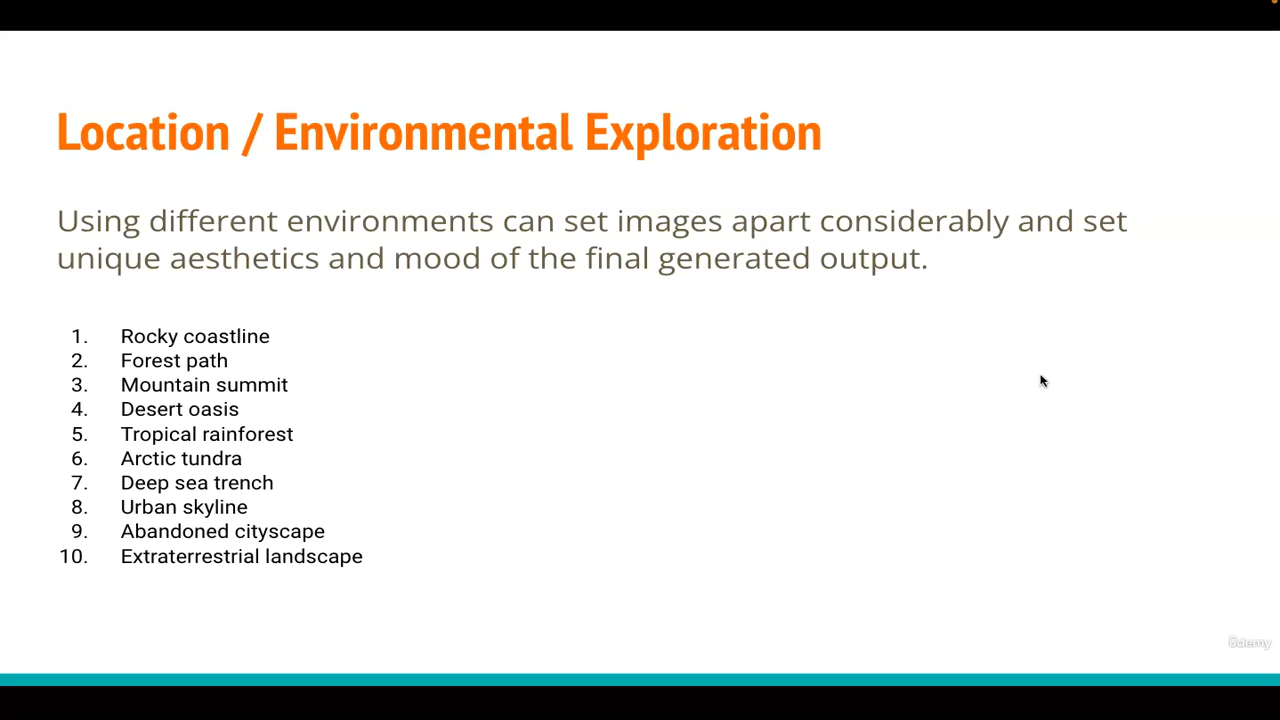 Location / Environmental Exploration
Using different environments can set images apart considerably and set
unique aesthetics and mood of the final generated output.
1. Rocky coastline
2. Forest path
3. Mountain summit
4. Desert oasis
5. Tropical rainforest
6. Arctic tundra
7. Deep sea trench
8. Urban skyline
9. Abandoned cityscape
10. Extraterrestrial landscape
ûdemy